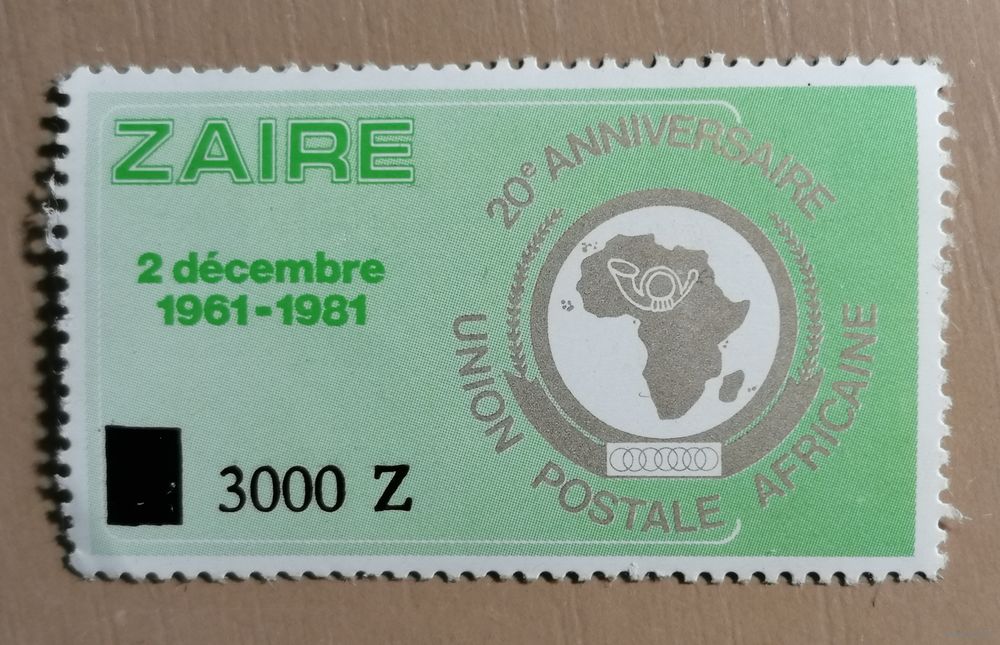 ZAIRE
20e ANNIVERSAIRE
2 décembre
1961-1981
UNION POSTALE AFRICAINE
3000 Z